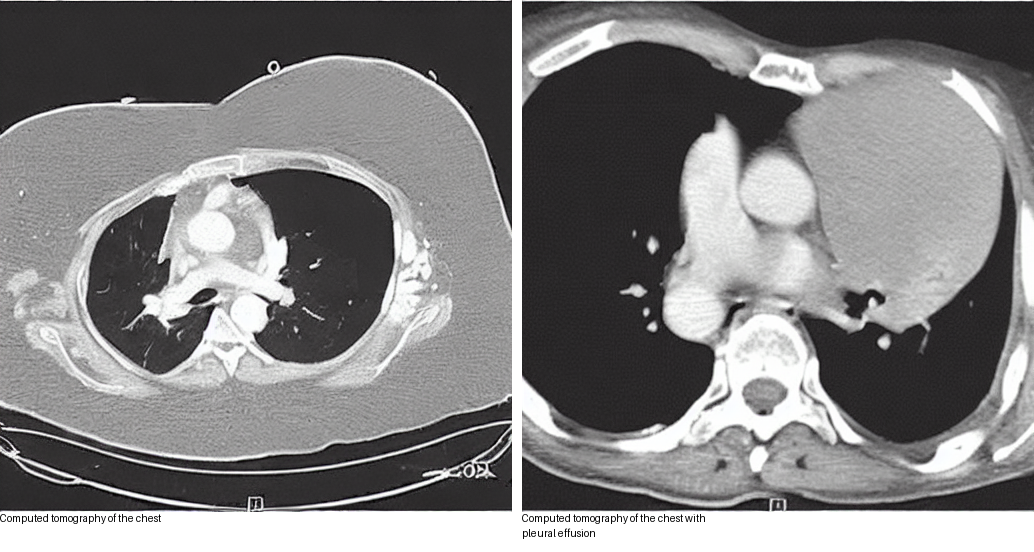 Computed tomography of the chest
Computed tomography of the chest with
pleural effusion